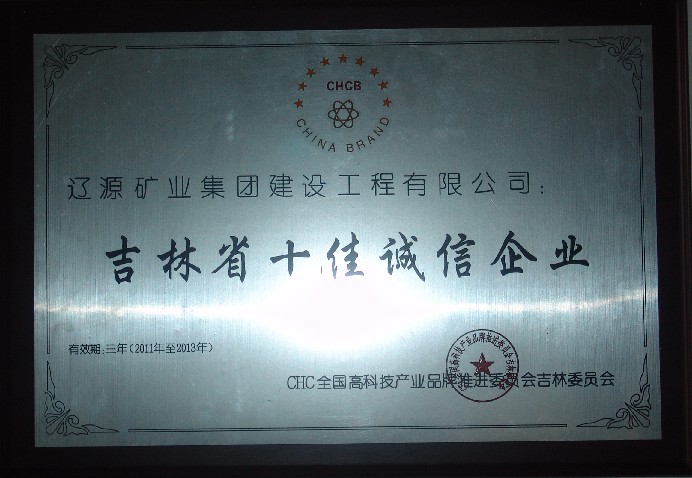 CHCB
CHINA BRAND
辽源矿业集团建设工程有限公司：
吉林省十佳诚信企业
有效期：三年（2011年至2013年）
CHC全国高科技产业品牌推进委员会吉林委员会